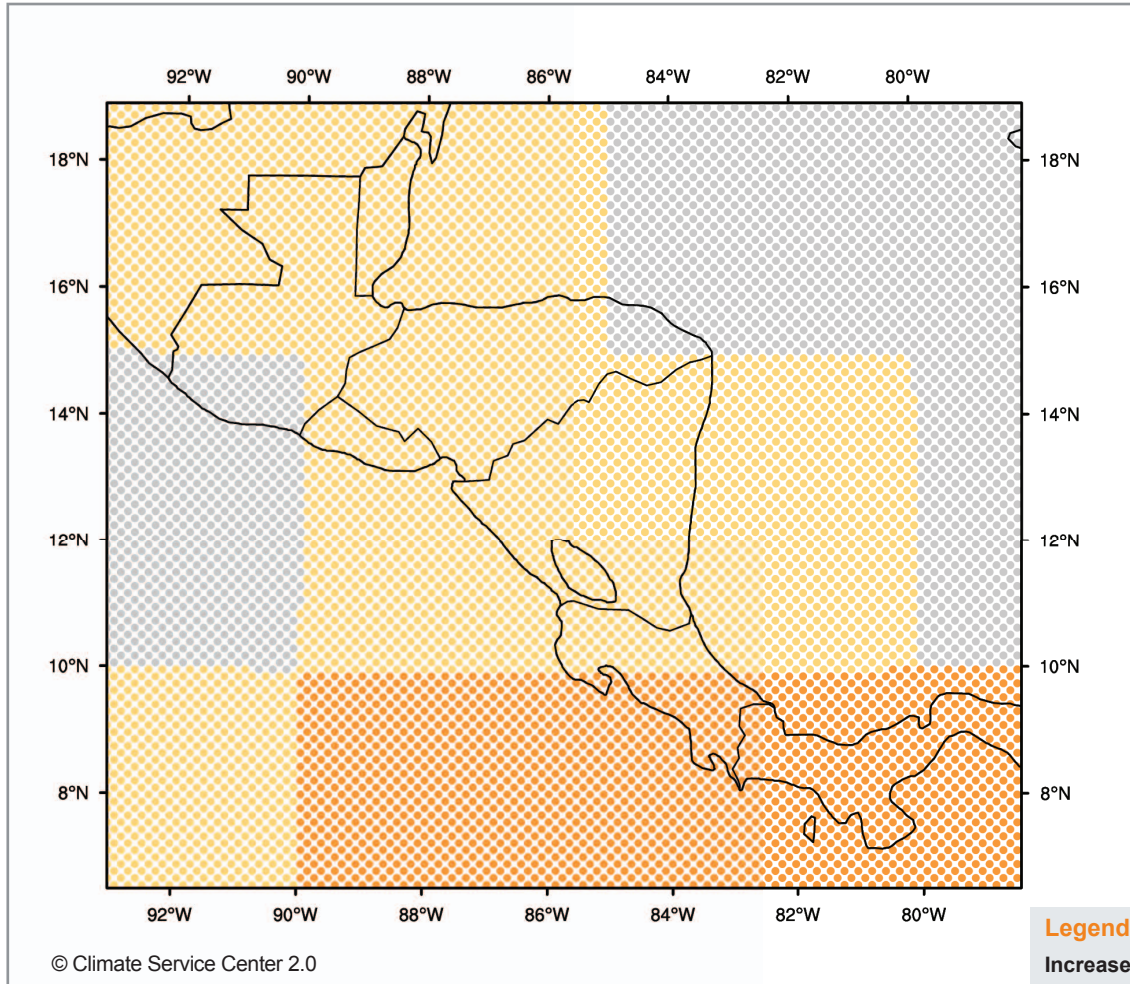 92°W 90°W 88°W 86°W 84°W 82°W 80°W
18°N 18°N
16°N 16°N
14°N 14°N
12°N 12°N
10°N 10°N
8°N 8°N
92°W 90°W 88°W 86°W 84°W 82°W 80°W
Legend
© Climate Service Center 2.0
Increase